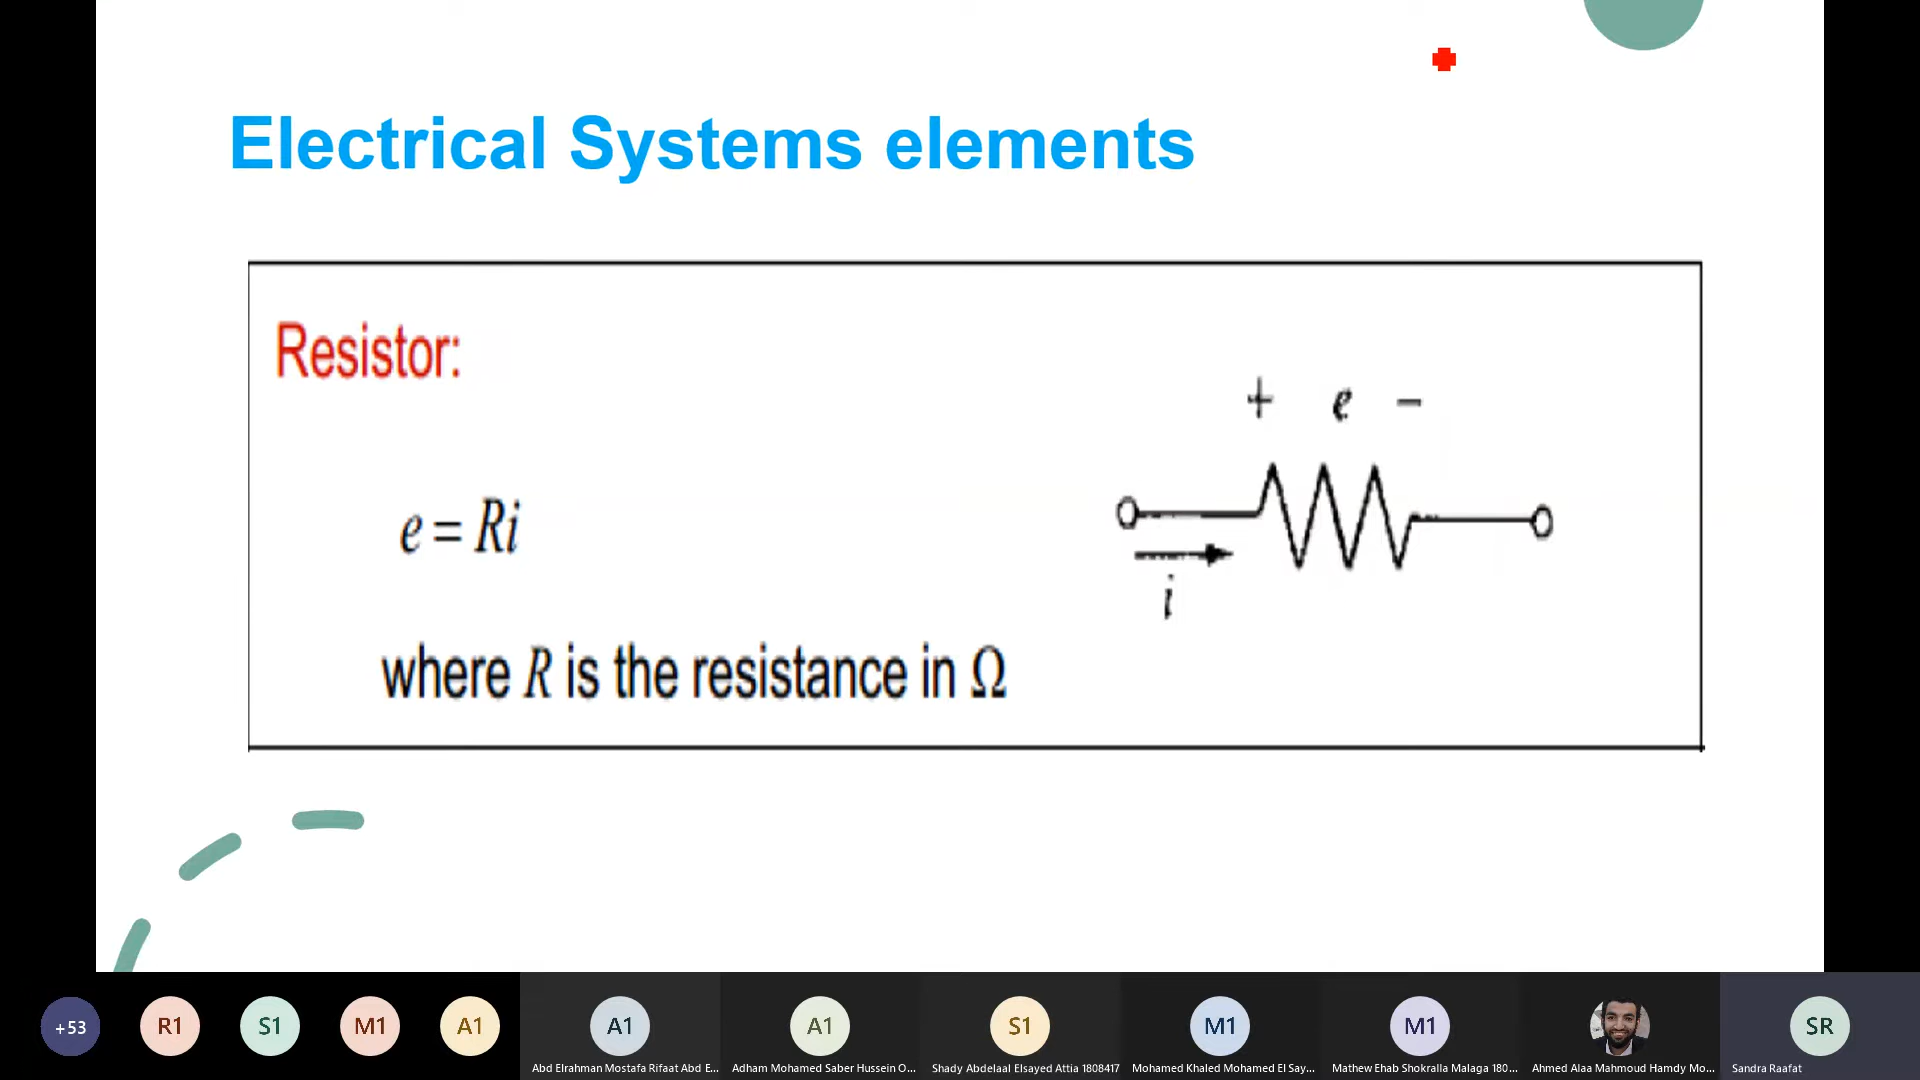 Electrical Systems elements
Resistor:
+ e −
e = Ri
i
where R is the resistance in Ω
+53
R1
S1
M1
A1
A1
A1
S1
M1
M1
SR
Abd Elrahman Mostafa Rifaat Abd E...
Adham Mohamed Saber Hussein O...
Shady Abdelaal Elsayed Attia 1808417
Mohamed Khaled Mohamed El Say...
Mathew Ehab Shokralla Malaga 180...
Ahmed Alaa Mahmoud Hamdy Mo...
Sandra Raafat